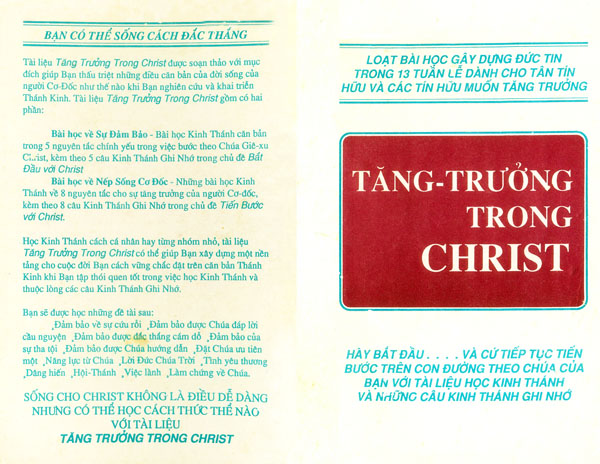 BẠN CÓ THỂ SỐNG CÁCH ĐẮC THẮNG
Tài liệu Tăng Trưởng Trong Christ được soạn thảo với mục
đích giúp Bạn thấu triệt những điều căn bản của đời sống của
người Cơ-Đốc như thế nào khi Bạn nghiên cứu và khai triển
Thánh Kinh. Tài liệu Tăng Trưởng Trong Christ gồm có hai
phần:
Bài học về Sự Đảm Bảo - Bài học Kinh Thánh căn bản
trong 5 nguyên tắc chính yếu trong việc bước theo Chúa Giê-xu
Christ, kèm theo 5 câu Kinh Thánh Ghi Nhớ trong chủ đề Bắt
Đầu với Christ
Bài học về Nếp Sống Cơ Đốc - Những bài học Kinh
Thánh về 8 nguyên tắc cho sự tăng trưởng của người Cơ-đốc,
kèm theo 8 câu Kinh Thánh Ghi Nhớ trong chủ đề Tiến Bước
với Christ.
Học Kinh Thánh cách cá nhân hay từng nhóm nhỏ, tài liệu
Tăng Trưởng Trong Christ có thể giúp Bạn xây dựng một nền
tảng cho cuộc đời Bạn cách vững chắc đặt trên căn bản Thánh
Kinh khi Bạn tập thói quen tốt trong việc học Kinh Thánh và
thuộc lòng các câu Kinh Thánh Ghi Nhớ.
Bạn sẽ được học những đề tài sau:
,Đảm bảo về sự cứu rỗi ,Đảm bảo được Chúa đáp lời
cầu nguyện ,Đảm bảo được đắc thắng cám dỗ ,Đảm bảo của
sự tha tội ,Đảm bảo được Chúa hướng dẫn ,Đặt Chúa ưu tiên
một ,Năng lực từ Chúa ,Lời Đức Chúa Trời ,Tình yêu thương
,Dâng hiến ,Hội-Thánh ,Việc lành ,Làm chứng về Chúa.
SỐNG CHO CHRIST KHÔNG LÀ ĐIỀU DỄ DÀNG
NHƯNG CÓ THỂ HỌC CÁCH THỨC THẾ NÀO
VỚI TÀI LIỆU
TĂNG TRƯỞNG TRONG CHRIST
LOẠT BÀI HỌC GÂY DỰNG ĐỨC TIN
TRONG 13 TUẦN LỄ DÀNH CHO TÂN TÍN
HỮU VÀ CÁC TÍN HỮU MUỐN TĂNG TRƯỞNG
TĂNG-TRƯỞNG
TRONG
CHRIST
HÃY BẮT ĐẦU . . . . VÀ CỨ TIẾP TỤC TIẾN
BƯỚC TRÊN CON ĐƯỜNG THEO CHÚA CỦA
BẠN VỚI TÀI LIỆU HỌC KINH THÁNH
VÀ NHỮNG CÂU KINH THÁNH GHI NHỚ